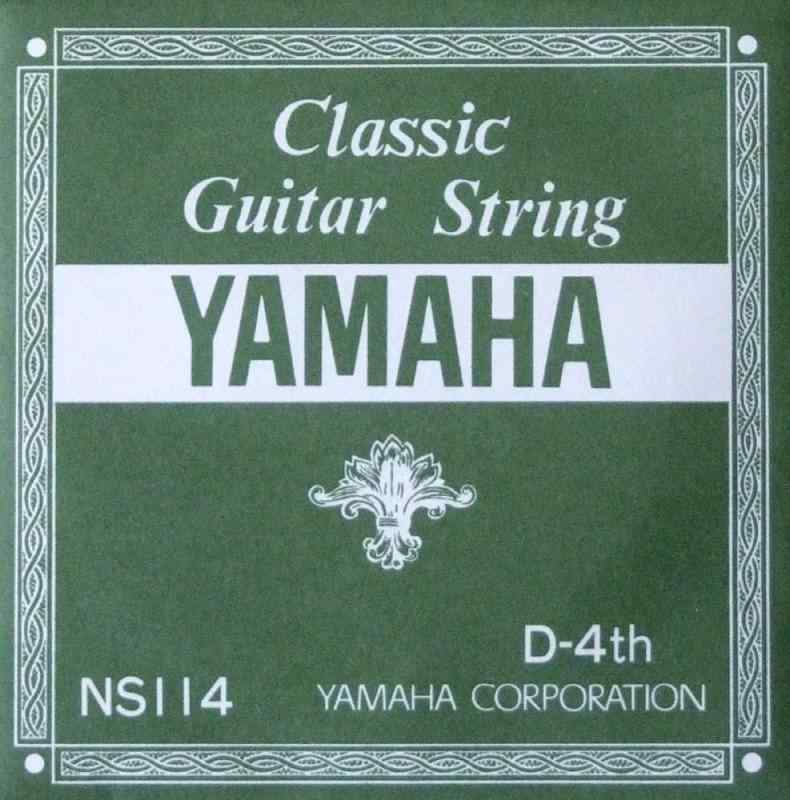 Classic
Guitar String
YAMAHA
D-4th
NS114 YAMAHA CORPORATION